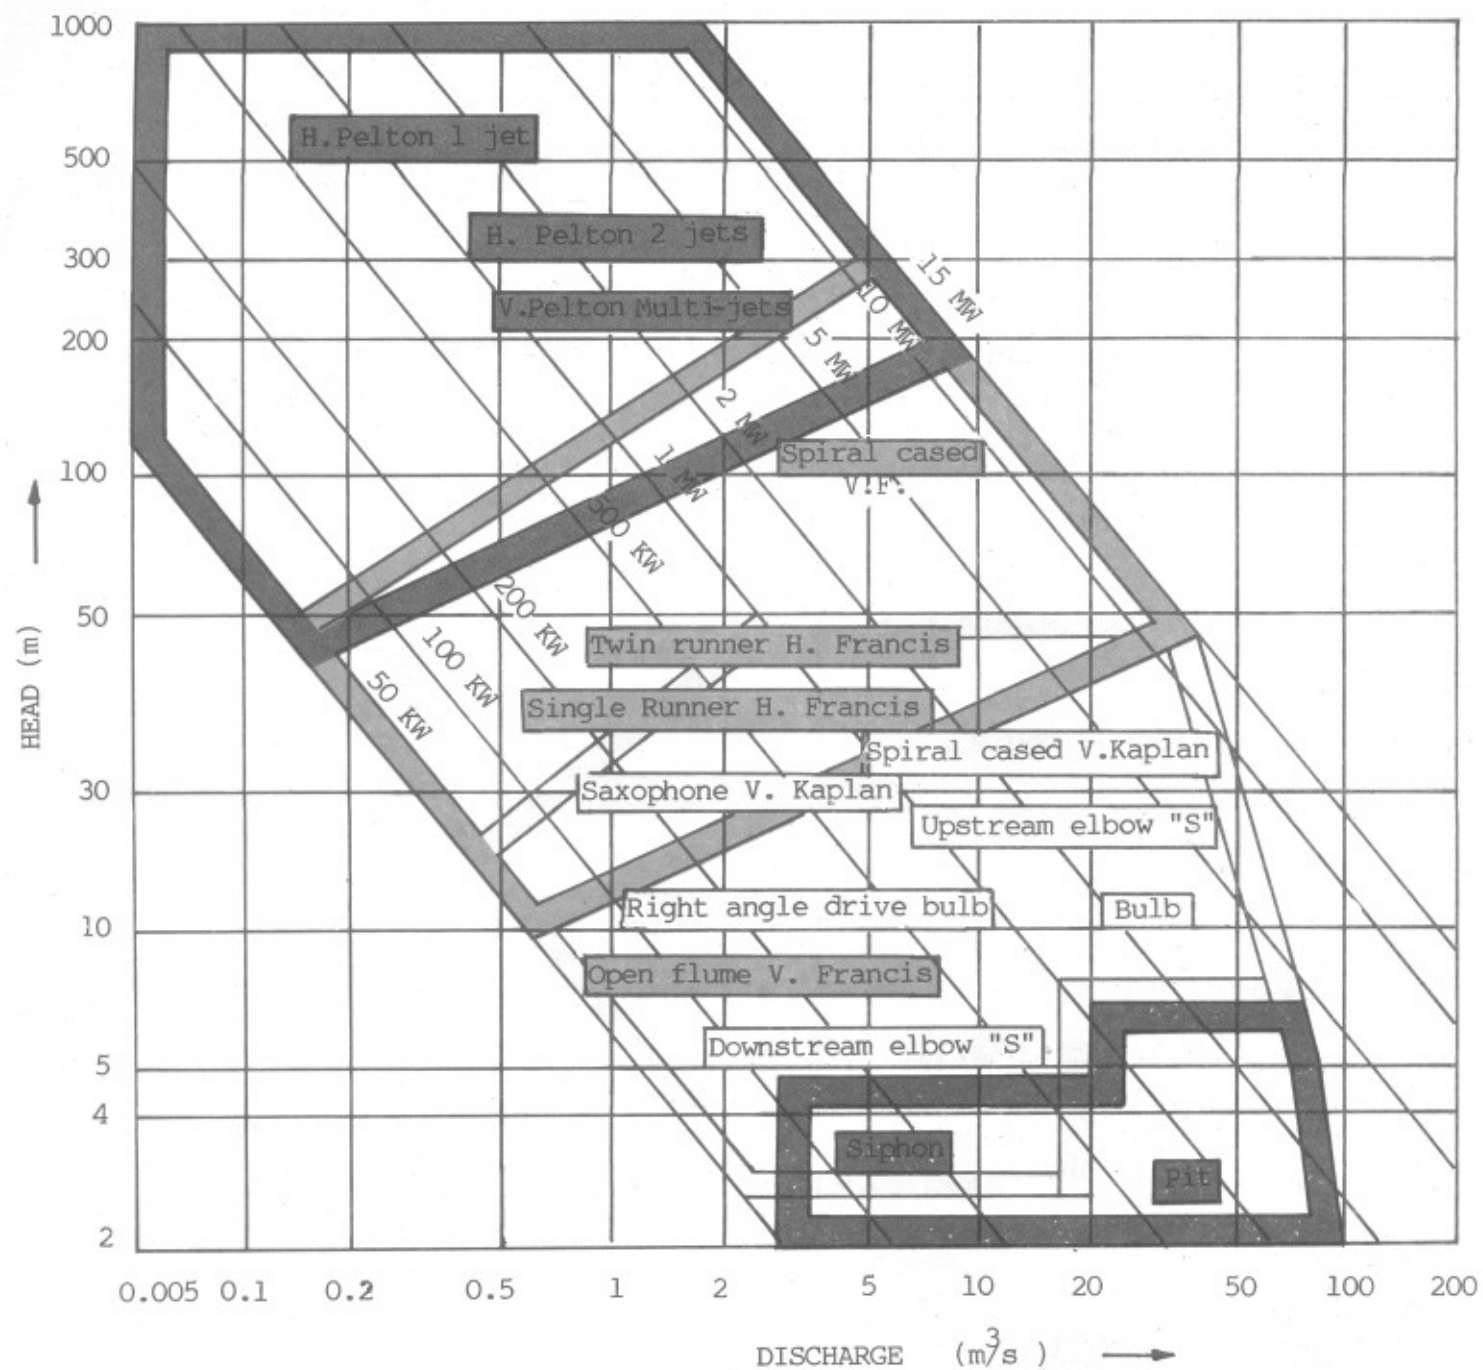 1000
H.Pelton 1 jet
500
H. Pelton 2 jets
300
15 MW
10 MW
V.Pelton Multi-jets
200
5 MW
2 MW
Spiral cased
V.F.
1 MW
100
500 KW
200 KW
50
100 KW
Twin runner H. Francis
50 KW
Single Runner H. Francis
Spiral cased V.Kaplan
30
Saxophone V. Kaplan
Upstream elbow "S"
Right angle drive bulb
Bulb
10
Open flume V. Francis
Downstream elbow "S"
5
4
Siphon
Pit
2
HEAD (m)
0.005 0.1 0.2 0.5 1 2 5 10 20 50 100 200
DISCHARGE (m³/s )